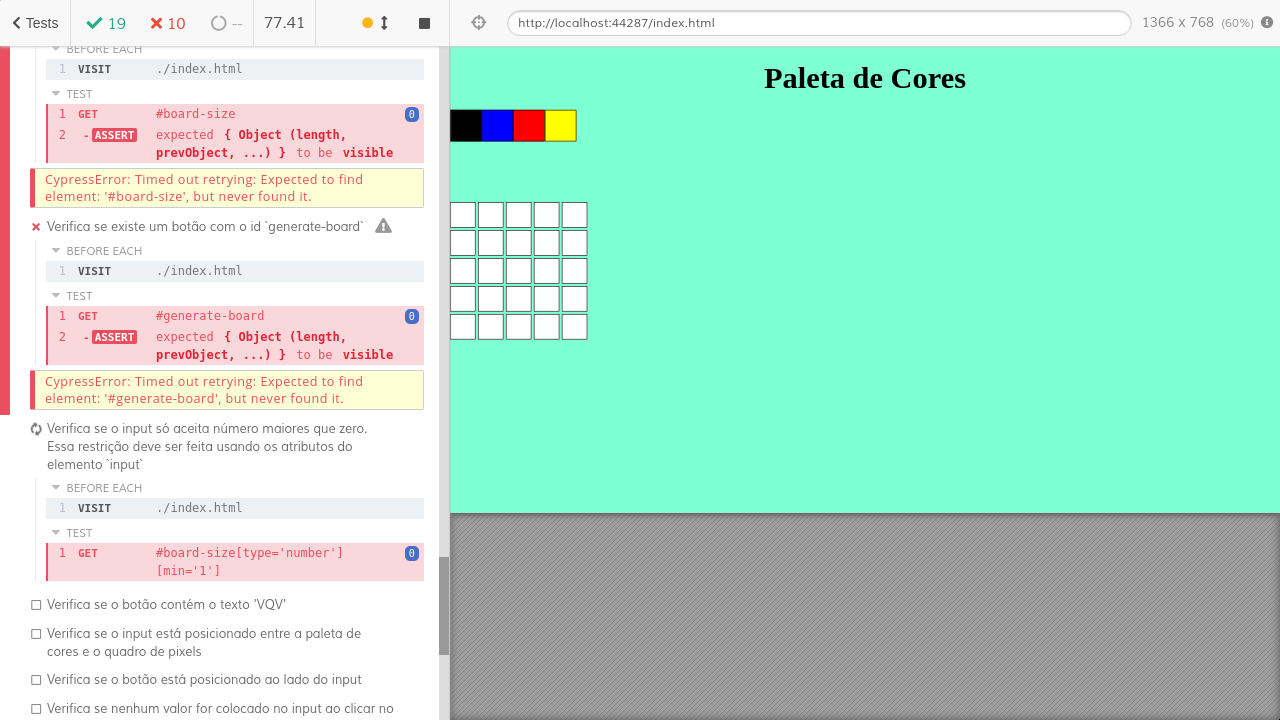 Tests 19 10 -- 77.41 http://localhost:44287/index.html 1366 x 768 (60%)
BEFORE EACH
1 VISIT ./index.html
TEST
1 GET #board-size 0
2 -ASSERT expected { Object (length,
prevObject, ...) } to be visible
CypressError: Timed out retrying: Expected to find
element: '#board-size', but never found it.
Verifica se existe um botão com o id `generate-board`
BEFORE EACH
1 VISIT ./index.html
TEST
1 GET #generate-board 0
2 -ASSERT expected { Object (length,
prevObject, ...) } to be visible
CypressError: Timed out retrying: Expected to find
element: '#generate-board', but never found it.
Verifica se o input só aceita número maiores que zero.
Essa restrição deve ser feita usando os atributos do
elemento `input`
BEFORE EACH
1 VISIT ./index.html
TEST
1 GET #board-size[type='number'] 0
[min='1']
Verifica se o botão contém o texto 'VQV'
Verifica se o input está posicionado entre a paleta de
cores e o quadro de pixels
Verifica se o botão está posicionado ao lado do input
Verifica se nenhum valor for colocado no input ao clicar no
Paleta de Cores